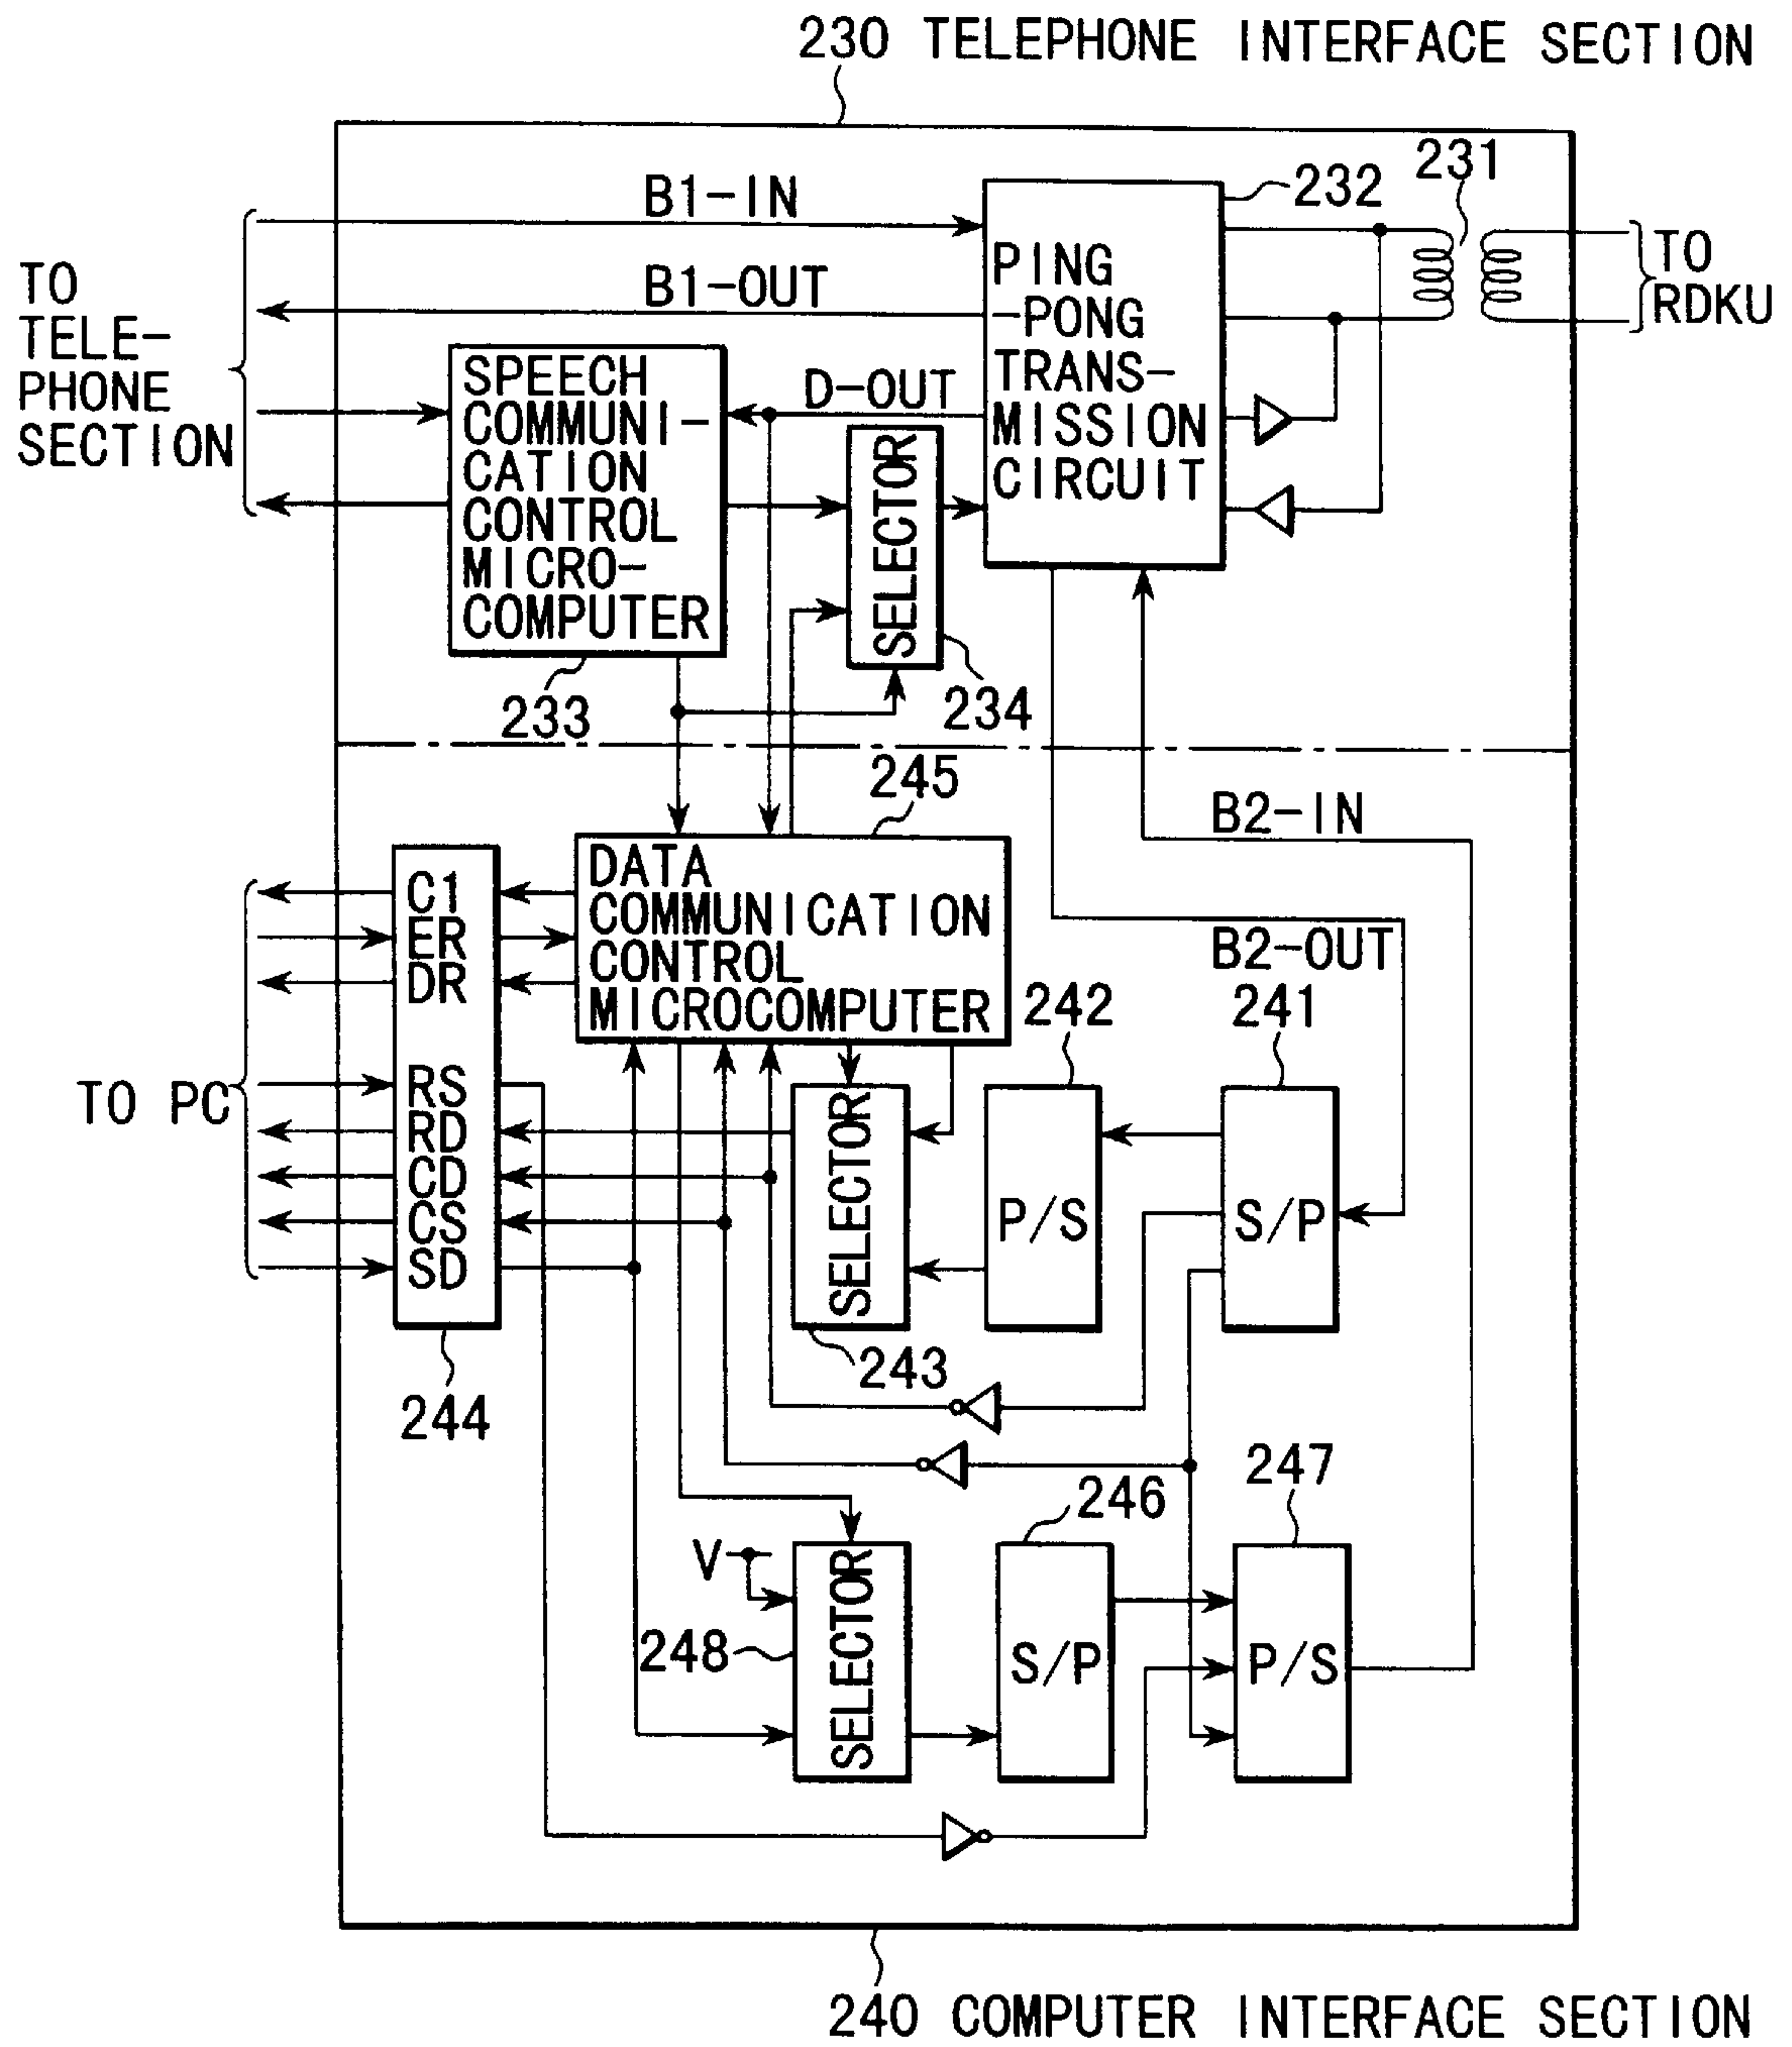 230 TELEPHONE INTERFACE SECTION
231
232
B1-IN
B1-OUT
TO
TELE-
PHONE
SECTION
TO
RDKU
PING
-PONG
TRANS-
MISSION
CIRCUIT
SPEECH
COMMUNI-
CATION
CONTROL
MICRO-
COMPUTER
D-OUT
SELECTOR
233
234
245
B2-IN
DATA
COMMUNICATION
CONTROL
MICROCOMPUTER
B2-OUT
C1
ER
DR
RS
RD
CD
CS
SD
TO PC
242
241
SELECTOR
P/S
S/P
243
244
247
246
V
248
SELECTOR
S/P
P/S
240 COMPUTER INTERFACE SECTION